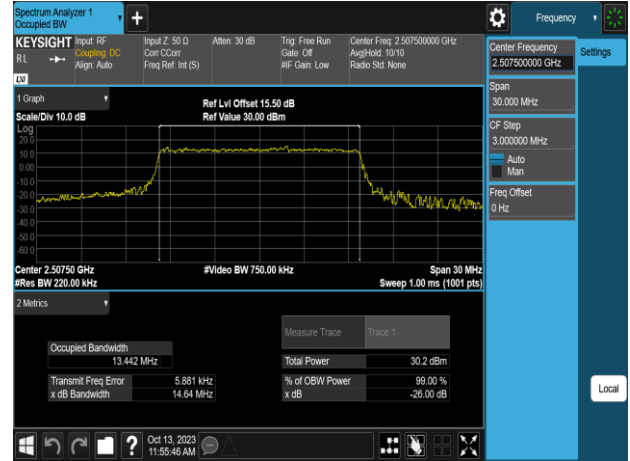 Spectrum Analyzer 1
Occupied BW
Frequency
KEYSIGHT
RL
LXI
Input: RF
Coupling: DC
Align: Auto
Input Z: 50 Ω
Corr CCorr
Freq Ref: Int (S)
Atten: 30 dB
Trig: Free Run
Gate: Off
#IF Gain: Low
Center Freq: 2.507500000 GHz
Avg|Hold: 10/10
Radio Std: None
Center Frequency
2.507500000 GHz
Settings
Span
30.000 MHz
CF Step
3.000000 MHz
Auto
Man
Freq Offset
0 Hz
Local
1 Graph
Scale/Div 10.0 dB
Ref Lvl Offset 15.50 dB
Ref Value 30.00 dBm
Log
20.0
10.0
0.00
-10.0
-20.0
-30.0
-40.0
-50.0
-60.0
Center 2.50750 GHz
#Video BW 750.00 kHz
Span 30 MHz
#Res BW 220.00 kHz
Sweep 1.00 ms (1001 pts)
2 Metrics
Measure Trace
Trace 1
Occupied Bandwidth
13.442 MHz
Total Power
30.2 dBm
Transmit Freq Error
5.881 kHz
% of OBW Power
99.00 %
x dB Bandwidth
14.64 MHz
x dB
-26.00 dB
?
Oct 13, 2023
11:55:46 AM